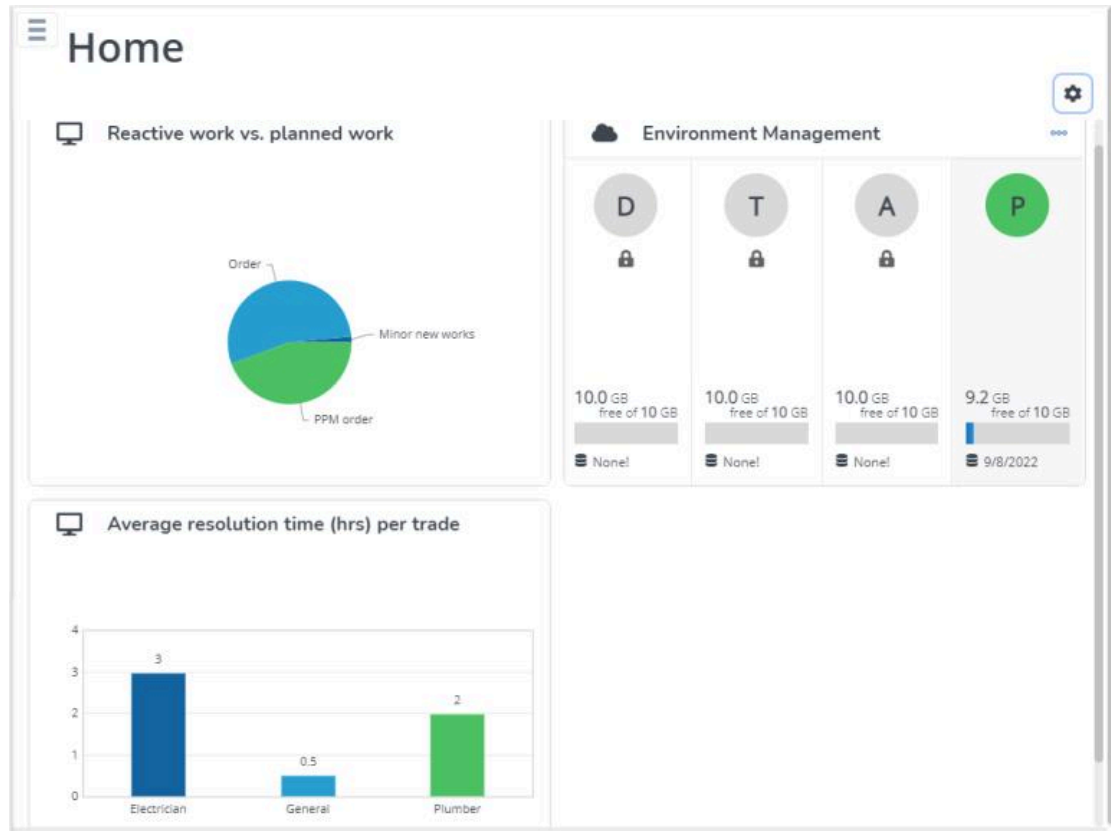 Home
Reactive work vs. planned work
Order
Minor new works
PPM order
Environment Management
D
T
A
P
10.0 GB
free of 10 GB
10.0 GB
free of 10 GB
10.0 GB
free of 10 GB
9.2 GB
free of 10 GB
None!
None!
None!
9/8/2022
Average resolution time (hrs) per trade
4
3
2
1
0
3
0.5
2
Electrician
General
Plumber